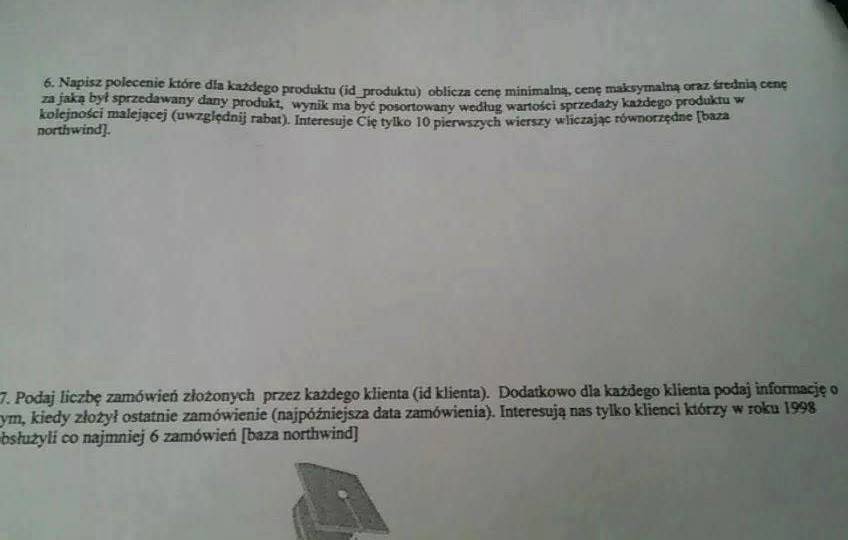 6. Napisz polecenie które dla każdego produktu (id_produktu) oblicza cenę minimalną, cenę maksymalną oraz średnią cenę
za jaką był sprzedawany dany produkt, wynik ma być posortowany według wartości sprzedaży każdego produktu w
kolejności malejącej (uwzględnij rabat). Interesuje Cię tylko 10 pierwszych wierszy wliczając równorzędne [baza
northwind].
7. Podaj liczbę zamówień złożonych przez każdego klienta (id klienta). Dodatkowo dla każdego klienta podaj informację o
ym, kiedy złożył ostatnie zamówienie (najpóźniejsza data zamówienia). Interesują nas tylko klienci którzy w roku 1998
bsłużyli co najmniej 6 zamówień [baza northwind]